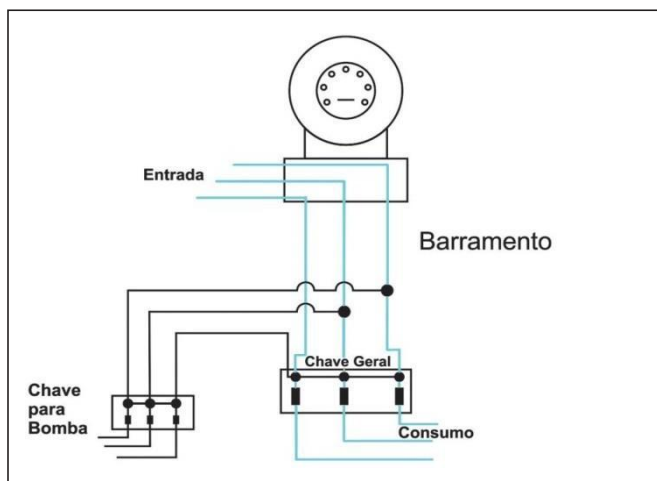 Entrada
Barramento
Chave Geral
Chave
para
Bomba
Consumo